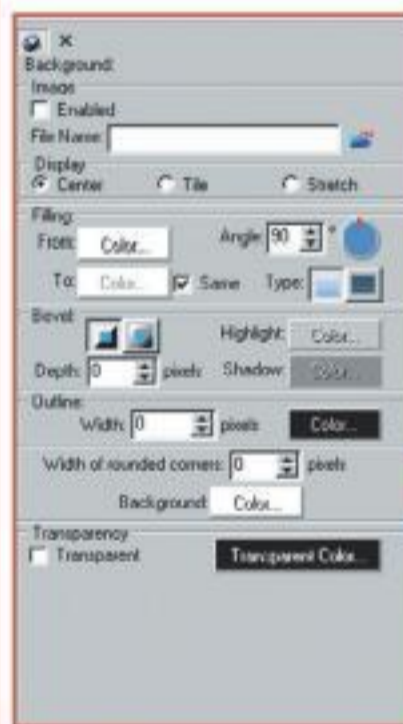 Background:
Image
Enabled
File Name:
Display
Center Tile Stretch
Filling:
From: Color... Angle: 90 °
To: Color... Same Type:
Bevel:
Highlight: Color...
Depth: 0 pixels Shadow: Color...
Outline:
Width: 0 pixels Color...
Width of rounded corners: 0 pixels
Background: Color...
Transparency
Transparent Transparent Color...